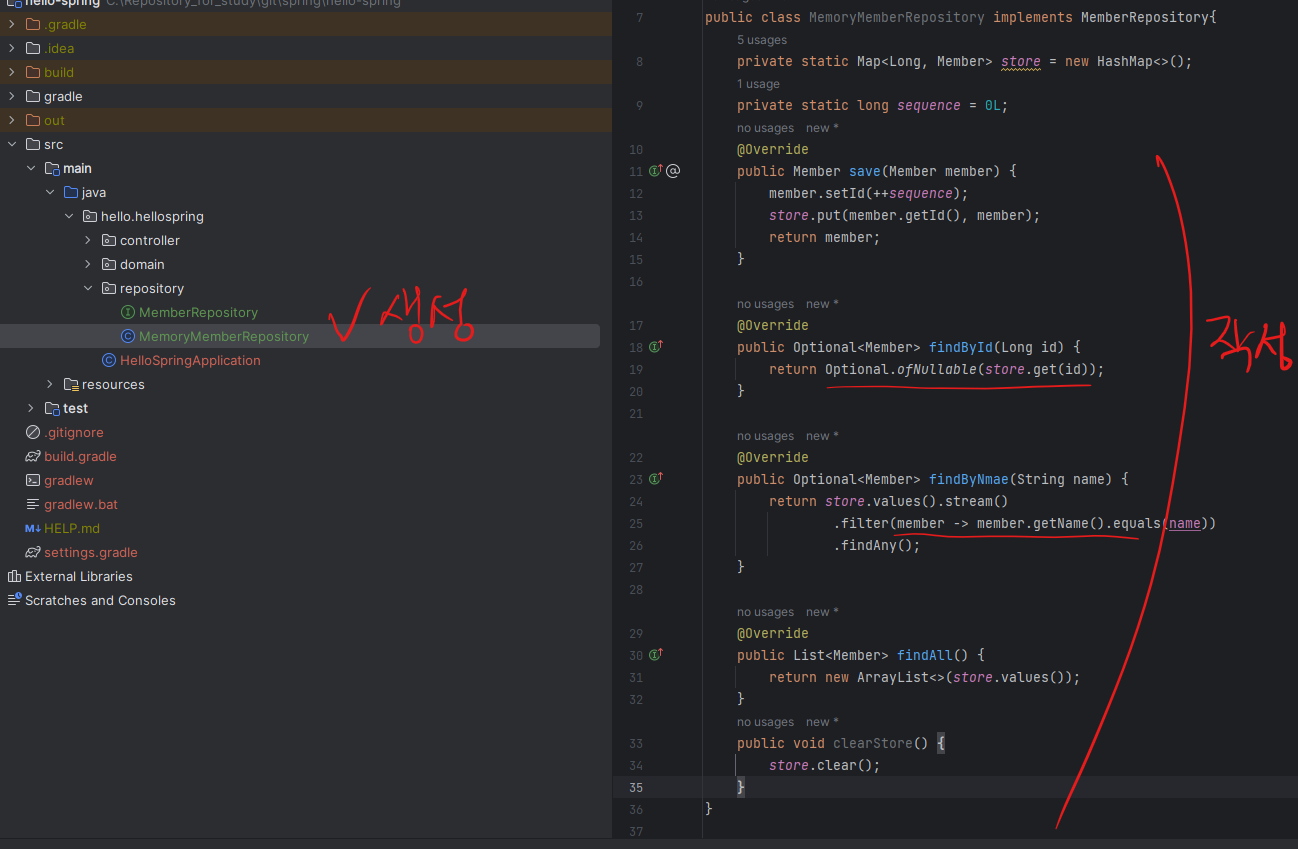 hello-spring C:\Repository_for_study\git\spring\hello-spring
.gradle
.idea
build
gradle
out
src
main
java
hello.hellospring
controller
domain
repository
MemberRepository
MemoryMemberRepository
HelloSpringApplication
resources
test
.gitignore
build.gradle
gradlew
gradlew.bat
HELP.md
settings.gradle
External Libraries
Scratches and Consoles
생성
7 public class MemoryMemberRepository implements MemberRepository{
5 usages
8 private static Map<Long, Member> store = new HashMap<>();
1 usage
9 private static long sequence = 0L;
no usages new *
10 @Override
11 public Member save(Member member) {
12 member.setId(++sequence);
13 store.put(member.getId(), member);
14 return member;
15 }
16
no usages new *
17 @Override
18 public Optional<Member> findById(Long id) {
19 return Optional.ofNullable(store.get(id));
20 }
21
no usages new *
22 @Override
23 public Optional<Member> findByNmae(String name) {
24 return store.values().stream()
25 .filter(member -> member.getName().equals(name))
26 .findAny();
27 }
28
no usages new *
29 @Override
30 public List<Member> findAll() {
31 return new ArrayList<>(store.values());
32 }
no usages new *
33 public void clearStore() {
34 store.clear();
35 }
36 }
37
작성